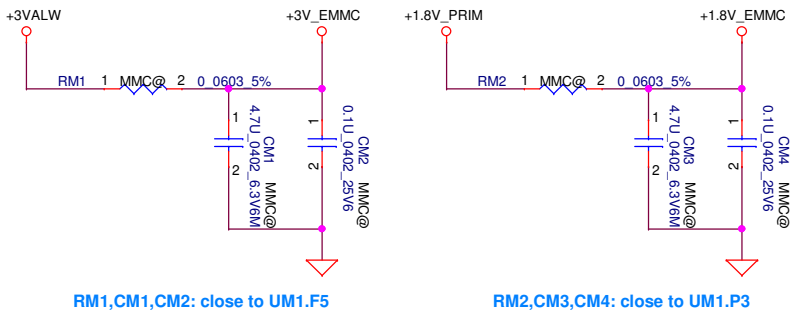 +3VALW
+3V_EMMC
RM1 1 MMC@ 2 0_0603_5%
1
2
CM1
4.7U_0402_6.3V6M
MMC@
1
2
CM2
0.1U_0402_25V6
MMC@
RM1,CM1,CM2: close to UM1.F5
+1.8V_PRIM
+1.8V_EMMC
RM2 1 MMC@ 2 0_0603_5%
1
2
CM3
4.7U_0402_6.3V6M
MMC@
1
2
CM4
0.1U_0402_25V6
MMC@
RM2,CM3,CM4: close to UM1.P3